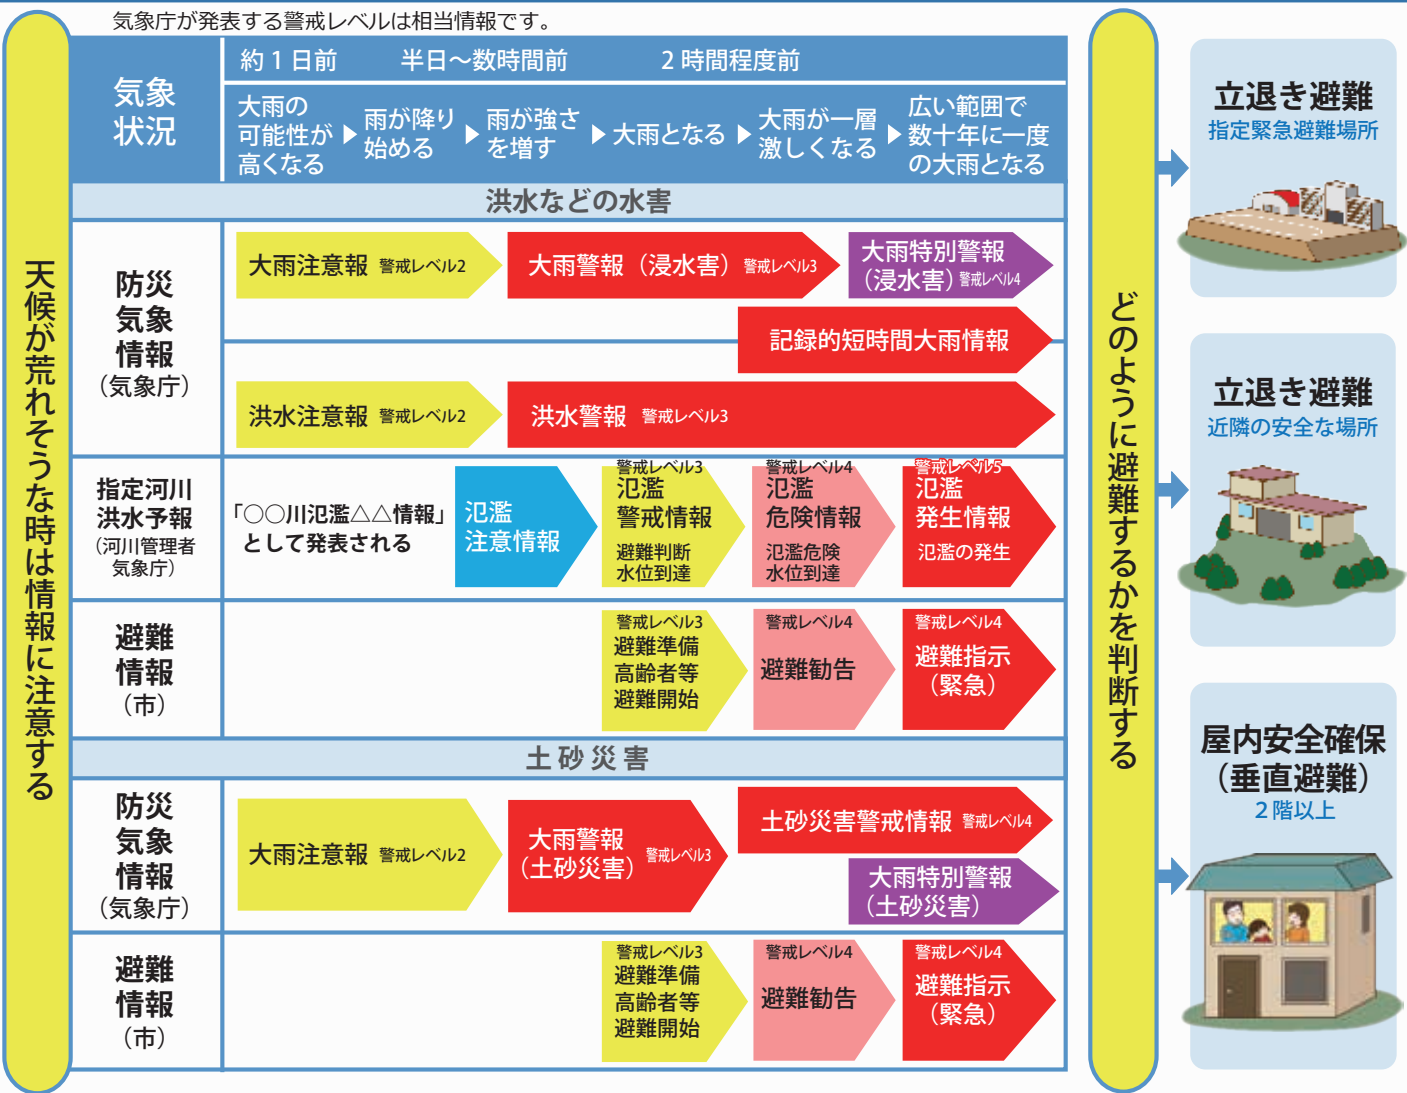 気象庁が発表する警戒レベルは相当情報です。
天候が荒れそうな時は情報に注意する
気象
状況
約1日前 半日～数時間前 2時間程度前
大雨の
可能性が
高くなる
▶
雨が降り
始める
▶
雨が強さ
を増す
▶
大雨となる
▶
大雨が一層
激しくなる
▶
広い範囲で
数十年に一度
の大雨となる
洪水などの水害
防災
気象
情報
（気象庁）
大雨注意報 警戒レベル2
大雨警報（浸水害）警戒レベル3
大雨特別警報
（浸水害）警戒レベル4
記録的短時間大雨情報
洪水注意報 警戒レベル2
洪水警報 警戒レベル3
指定河川
洪水予報
（河川管理者
気象庁）
「○○川氾濫△△情報」
として発表される
氾濫
注意情報
警戒レベル3
氾濫
警戒情報
避難判断
水位到達
警戒レベル4
氾濫
危険情報
氾濫危険
水位到達
警戒レベル5
氾濫
発生情報
氾濫の発生
避難
情報
（市）
警戒レベル3
避難準備
高齢者等
避難開始
警戒レベル4
避難勧告
警戒レベル4
避難指示
（緊急）
土砂災害
防災
気象
情報
（気象庁）
大雨注意報 警戒レベル2
大雨警報
（土砂災害）警戒レベル3
土砂災害警戒情報 警戒レベル4
大雨特別警報
（土砂災害）
避難
情報
（市）
警戒レベル3
避難準備
高齢者等
避難開始
警戒レベル4
避難勧告
警戒レベル4
避難指示
（緊急）
どのように避難するかを判断する
立退き避難
指定緊急避難場所
立退き避難
近隣の安全な場所
屋内安全確保
（垂直避難）
2階以上